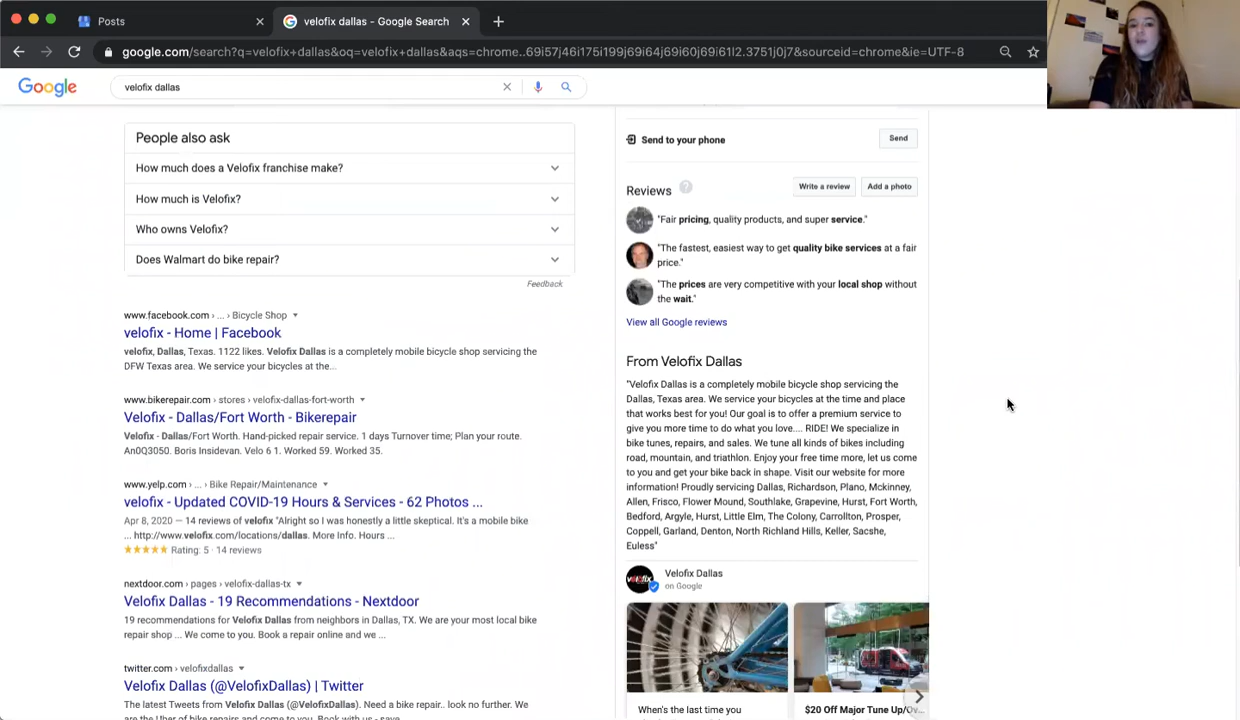 Posts
velofix dallas - Google Search
google.com/search?q=velofix+dallas&oq=velofix+dallas&aqs=chrome..69i57j46i175i199j69i64j69i60j69i61l2.3751j0j7&sourceid=chrome&ie=UTF-8
Google
velofix dallas
People also ask
How much does a Velofix franchise make?
How much is Velofix?
Who owns Velofix?
Does Walmart do bike repair?
Feedback
www.facebook.com › ... › Bicycle Shop
velofix - Home | Facebook
velofix, Dallas, Texas. 1122 likes. Velofix Dallas is a completely mobile bicycle shop servicing the
DFW Texas area. We service your bicycles at the...
www.bikerepair.com › stores › velofix-dallas-fort-worth
Velofix - Dallas/Fort Worth - Bikerepair
Velofix - Dallas/Fort Worth. Hand-picked repair service. 1 days Turnover time; Plan your route.
An0Q3050. Boris Insidevan. Velo 6 1. Worked 59. Worked 35.
www.yelp.com › ... › Bike Repair/Maintenance
velofix - Updated COVID-19 Hours & Services - 62 Photos ...
Apr 8, 2020 — 14 reviews of velofix "Alright so I was honestly a little skeptical. It's a mobile bike
... http://www.velofix.com/locations/dallas. More Info. Hours ...
Rating: 5 · 14 reviews
nextdoor.com › pages › velofix-dallas-tx
Velofix Dallas - 19 Recommendations - Nextdoor
19 recommendations for Velofix Dallas from neighbors in Dallas, TX. We are your most local bike
repair shop ... We come to you. Book a repair online and we ...
twitter.com › velofixdallas
Velofix Dallas (@VelofixDallas) | Twitter
The latest Tweets from Velofix Dallas (@VelofixDallas). Need a bike repair.. look no further. We
are the Uber of bike repairs and come to you. Book with us - save
Send to your phone
Send
Reviews
?
Write a review
Add a photo
"Fair pricing, quality products, and super service."
"The fastest, easiest way to get quality bike services at a fair
price."
"The prices are very competitive with your local shop without
the wait."
View all Google reviews
From Velofix Dallas
"Velofix Dallas is a completely mobile bicycle shop servicing the
Dallas, Texas area. We service your bicycles at the time and place
that works best for you! Our goal is to offer a premium service to
give you more time to do what you love.... RIDE! We specialize in
bike tunes, repairs, and sales. We tune all kinds of bikes including
road, mountain, and triathlon. Enjoy your free time more, let us come
to you and get your bike back in shape. Visit our website for more
information! Proudly servicing Dallas, Richardson, Plano, Mckinney,
Allen, Frisco, Flower Mound, Southlake, Grapevine, Hurst, Fort Worth,
Bedford, Argyle, Hurst, Little Elm, The Colony, Carrollton, Prosper,
Coppell, Garland, Denton, North Richland Hills, Keller, Sacshe,
Euless"
velofix
Velofix Dallas
on Google
When's the last time you
$20 Off Major Tune Up/Ov...